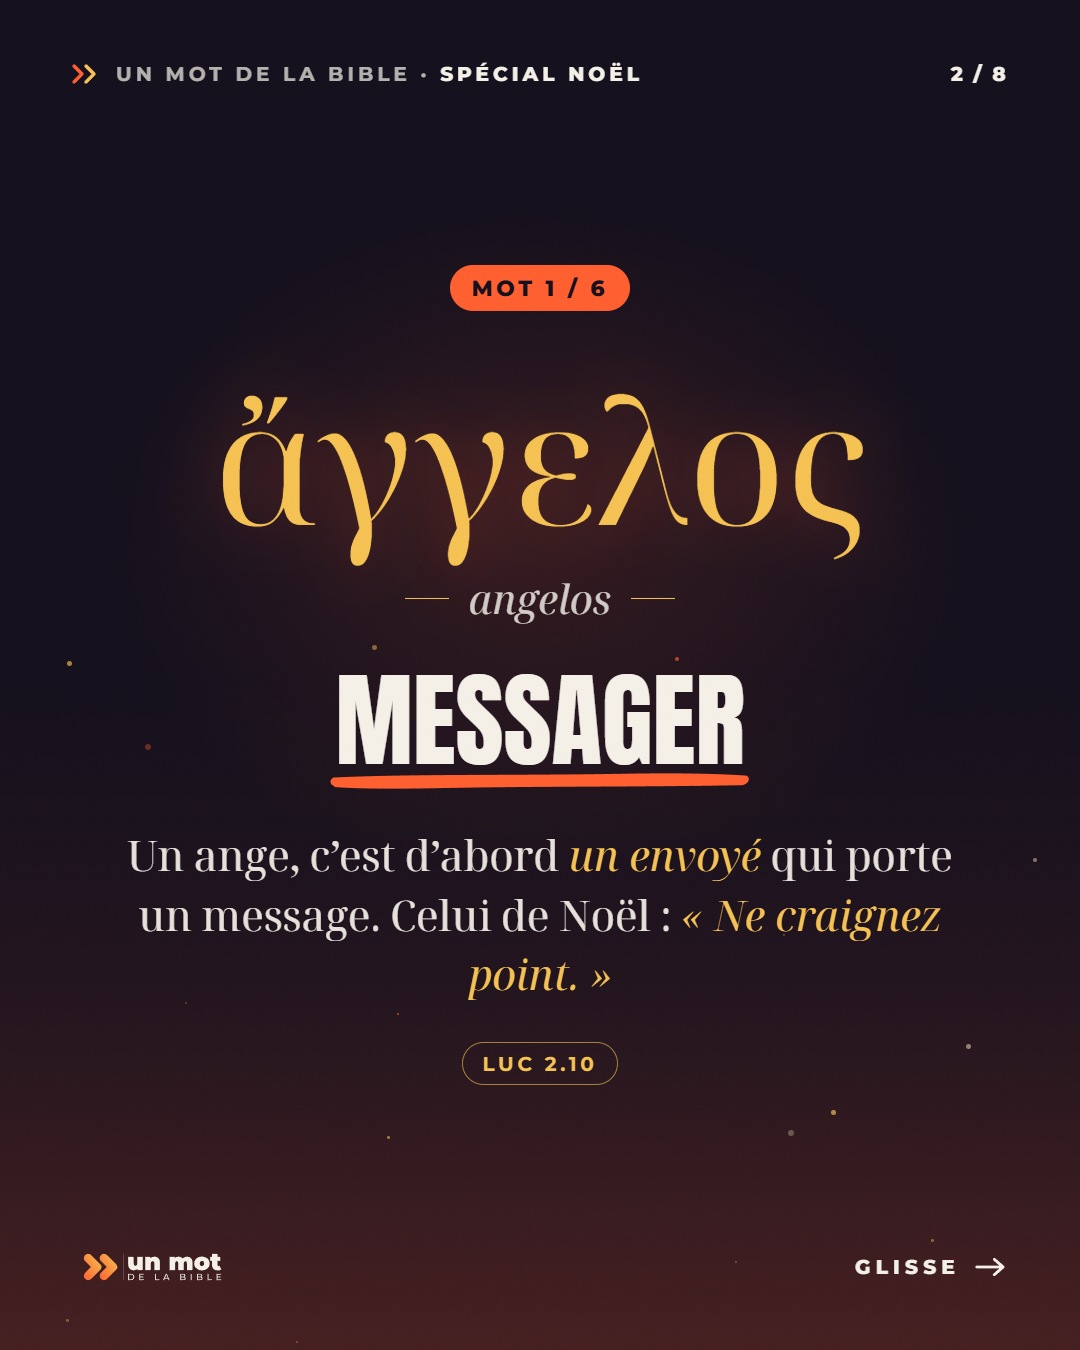 UN MOT DE LA BIBLE · SPÉCIAL NOËL
2 / 8
MOT 1 / 6
ἄγγελος
angelos
MESSAGER
Un ange, c’est d’abord un envoyé qui porte
un message. Celui de Noël : « Ne craignez
point. »
LUC 2.10
un mot
DE LA BIBLE
GLISSE →